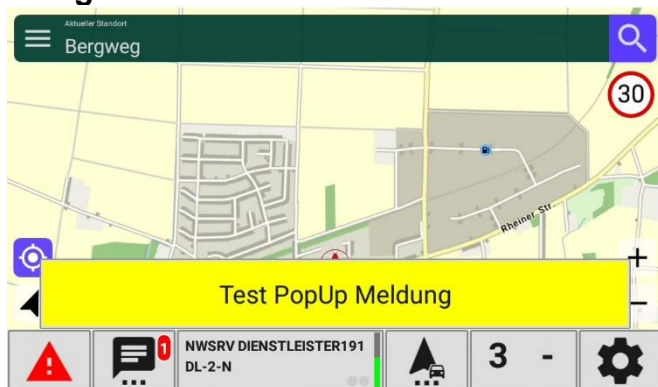 Aktueller Standort
Bergweg
30
Rheiner Str.
+
Test PopUp Meldung
-
1
NWSRV DIENSTLEISTER191
DL-2-N
3 -